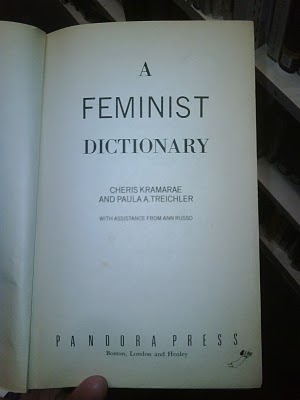 A
FEMINIST
DICTIONARY
CHERIS KRAMARAE
AND PAULA A. TREICHLER
WITH ASSISTANCE FROM ANN RUSSO
PANDORA PRESS
Boston, London and Henley